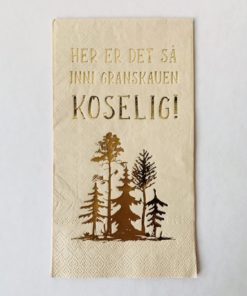 HER ER DET SÅ
INNI GRANSKAUEN
KOSELIG!